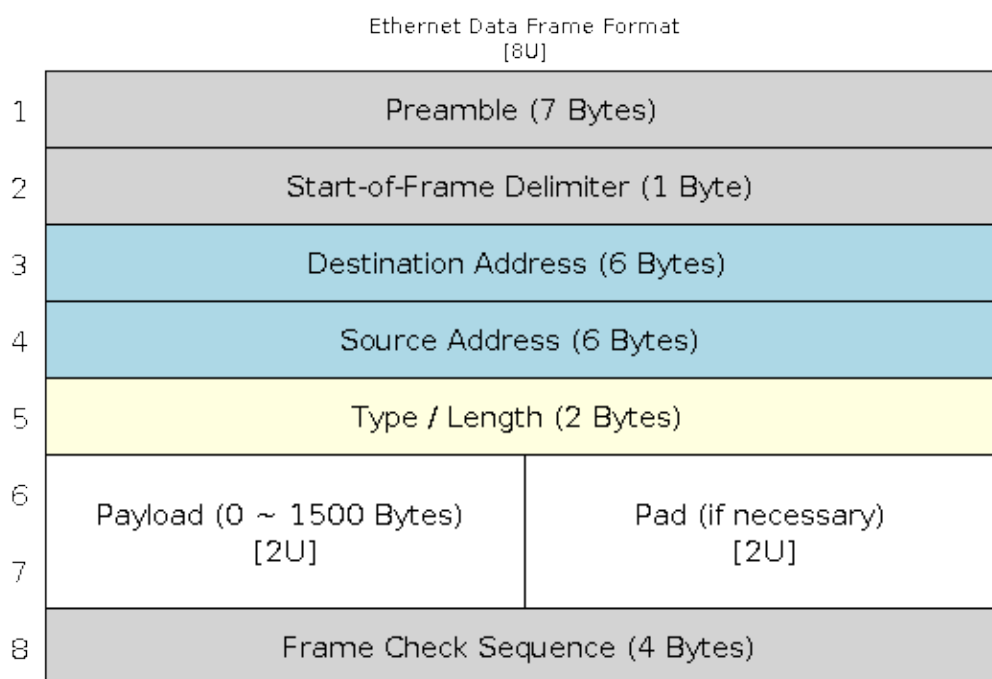 Ethernet Data Frame Format
[8U]
1
Preamble (7 Bytes)
2
Start-of-Frame Delimiter (1 Byte)
3
Destination Address (6 Bytes)
4
Source Address (6 Bytes)
5
Type / Length (2 Bytes)
6
Payload (0 ~ 1500 Bytes)
[2U]
Pad (if necessary)
[2U]
7
8
Frame Check Sequence (4 Bytes)